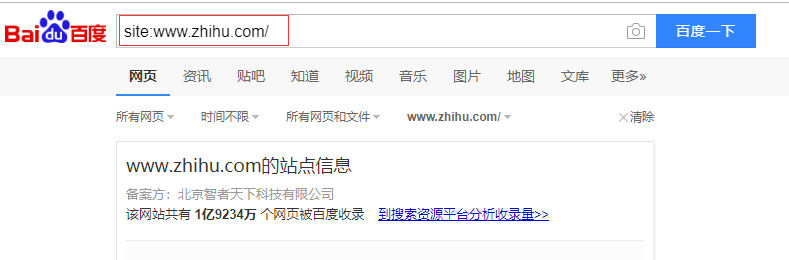 Bai du 百度 site:www.zhihu.com/ 百度一下
网页 资讯 贴吧 知道 视频 音乐 图片 地图 文库 更多»
所有网页 时间不限 所有网页和文件 www.zhihu.com/ 清除
www.zhihu.com的站点信息
备案方：北京智者天下科技有限公司
该网站共有 1亿9234万 个网页被百度收录 到搜索资源平台分析收录量>>